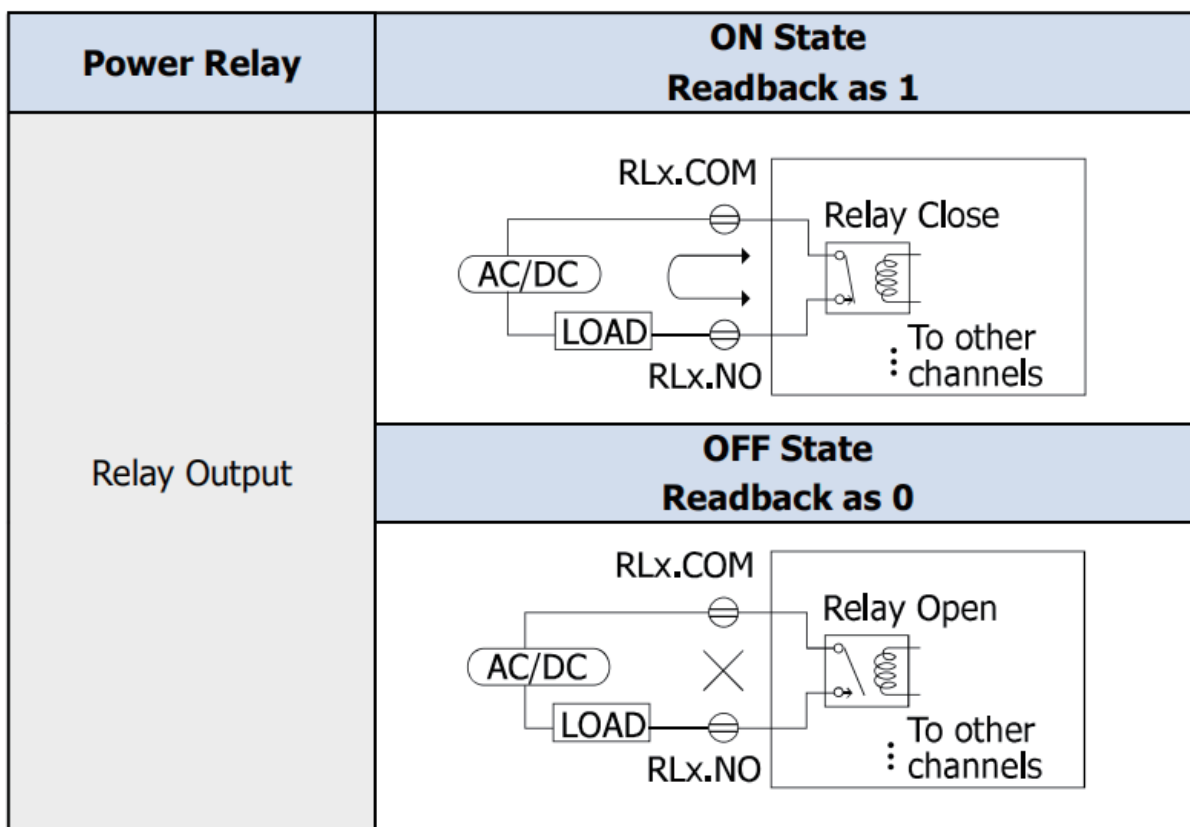 Power Relay
ON State
Readback as 1
Relay Output
RLx.COM
Relay Close
AC/DC
LOAD
RLx.NO
To other
channels
OFF State
Readback as 0
RLx.COM
Relay Open
AC/DC
LOAD
RLx.NO
To other
channels